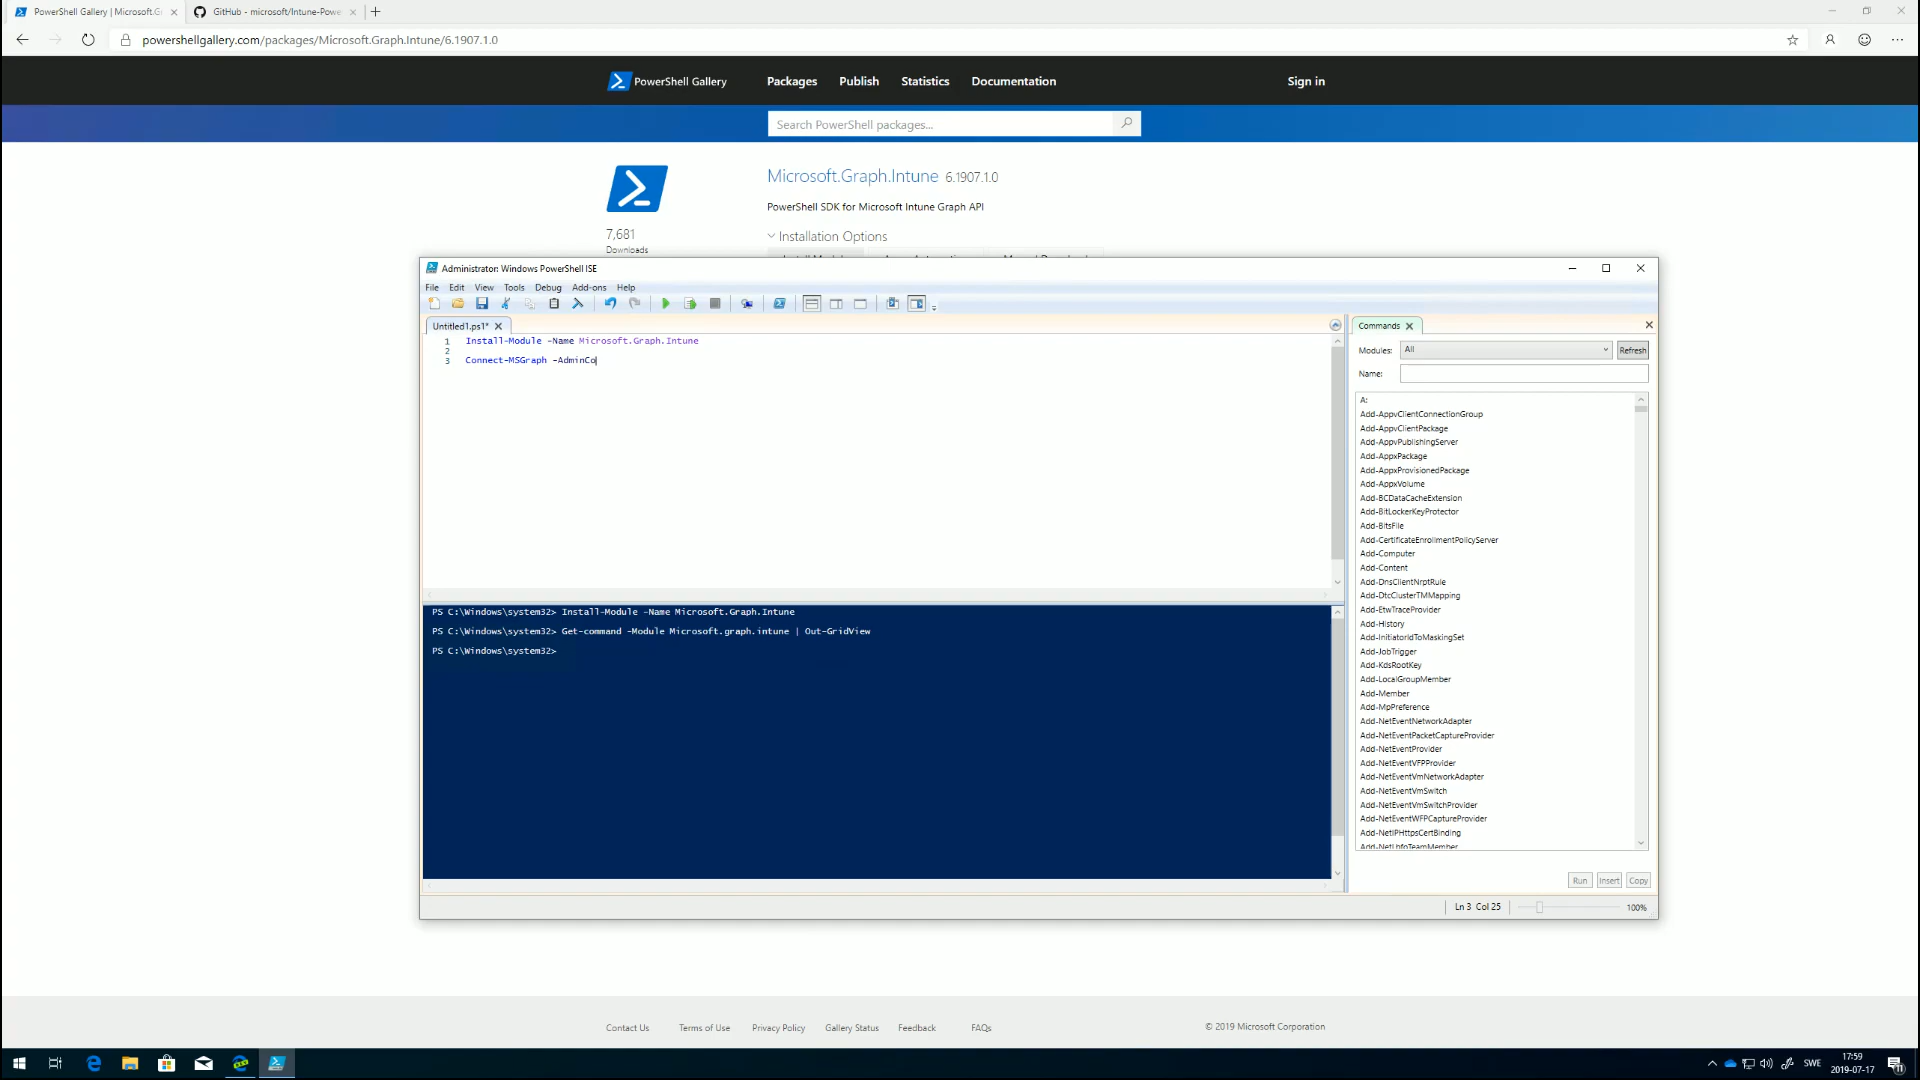 PowerShell Gallery | Microsoft.G
GitHub - microsoft/Intune-Powe
powershellgallery.com/packages/Microsoft.Graph.Intune/6.1907.1.0
PowerShell Gallery
Packages
Publish
Statistics
Documentation
Sign in
Search PowerShell packages...
Microsoft.Graph.Intune 6.1907.1.0
PowerShell SDK for Microsoft Intune Graph API
7,681
Downloads
Installation Options
Administrator: Windows PowerShell ISE
File Edit View Tools Debug Add-ons Help
Untitled1.ps1*
1 Install-Module -Name Microsoft.Graph.Intune
2
3 Connect-MSGraph -AdminCo
PS C:\Windows\system32> Install-Module -Name Microsoft.Graph.Intune
PS C:\Windows\system32> Get-command -Module Microsoft.graph.intune | Out-GridView
PS C:\Windows\system32>
Commands
Modules: All Refresh
Name:
A:
Add-AppvClientConnectionGroup
Add-AppvClientPackage
Add-AppvPublishingServer
Add-AppxPackage
Add-AppxProvisionedPackage
Add-AppxVolume
Add-BCDataCacheExtension
Add-BitLockerKeyProtector
Add-BitsFile
Add-CertificateEnrollmentPolicyServer
Add-Computer
Add-Content
Add-DnsClientNrptRule
Add-DtcClusterTMMapping
Add-EtwTraceProvider
Add-History
Add-InitiatorIdToMaskingSet
Add-JobTrigger
Add-KdsRootKey
Add-LocalGroupMember
Add-Member
Add-MpPreference
Add-NetEventNetworkAdapter
Add-NetEventPacketCaptureProvider
Add-NetEventProvider
Add-NetEventVFPProvider
Add-NetEventVmNetworkAdapter
Add-NetEventVmSwitch
Add-NetEventVmSwitchProvider
Add-NetEventWFPCaptureProvider
Add-NetIPHttpsCertBinding
Add-NetLbfoTeamMember
Run Insert Copy
Ln 3 Col 25
100%
Contact Us
Terms of Use
Privacy Policy
Gallery Status
Feedback
FAQs
© 2019 Microsoft Corporation
SWE
17:59
2019-07-17